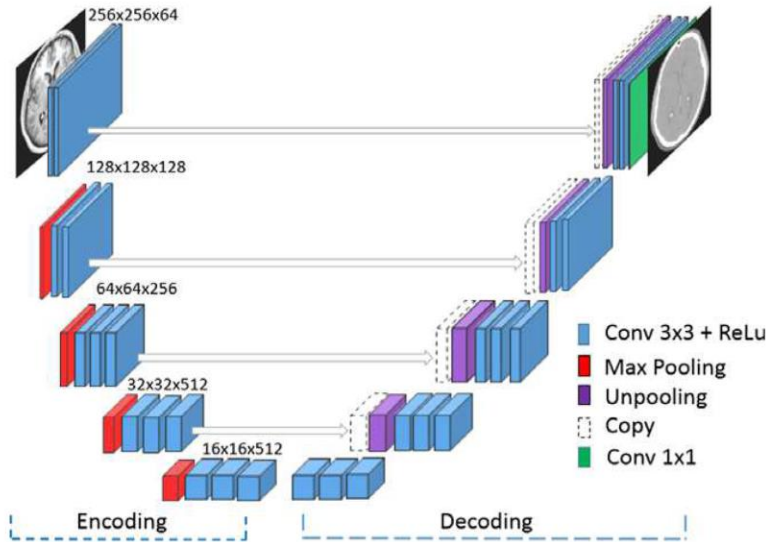 256x256x64
128x128x128
64x64x256
32x32x512
16x16x512
Conv 3x3 + ReLu
Max Pooling
Unpooling
Copy
Conv 1x1
Encoding
Decoding